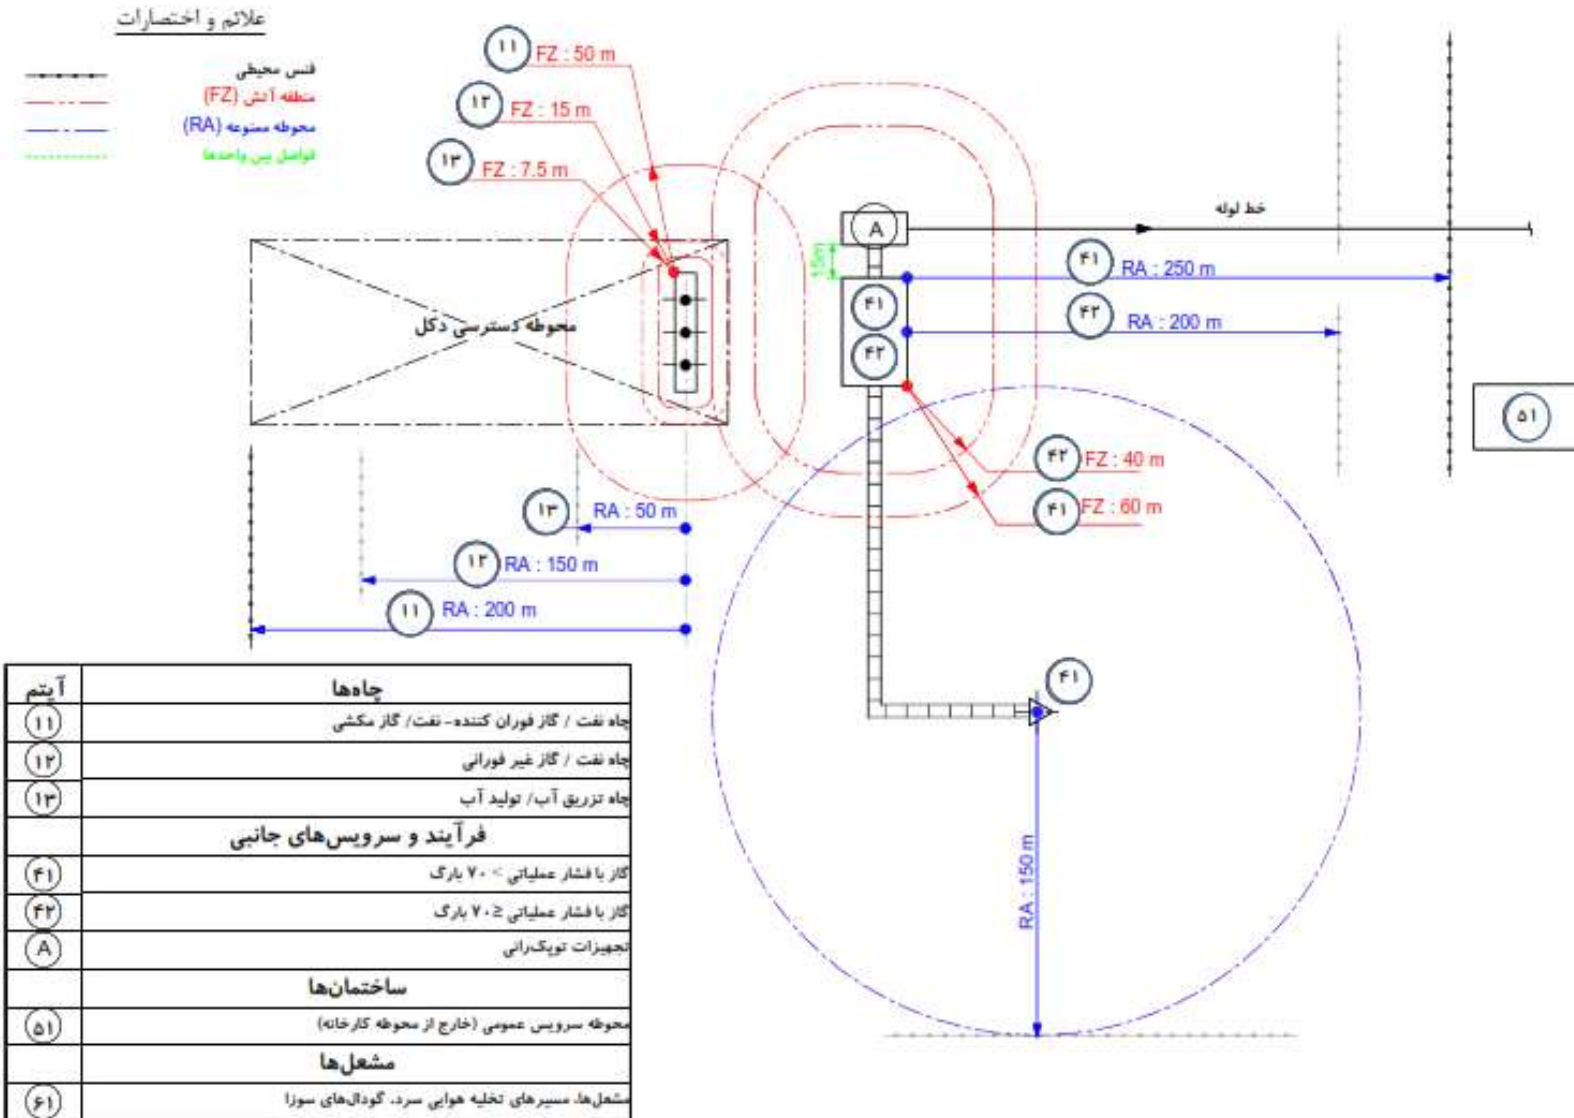 علائم و اختصارات
فنس محیطی
منطقه آتش (FZ)
محوطه ممنوعه (RA)
فواصل بین واحدها
۱۱ FZ : 50 m
۱۲ FZ : 15 m
۱۳ FZ : 7.5 m
A
خط لوله
15m
۴۱ RA : 250 m
۴۱
۴۲ RA : 200 m
۴۲
محوطه دسترسی دکل
۵۱
۴۲ FZ : 40 m
۴۱ FZ : 60 m
۱۳ RA : 50 m
۱۲ RA : 150 m
۱۱ RA : 200 m
۴۱
RA : 150 m
آیتم چاه‌ها
۱۱ چاه نفت / گاز فوران کننده- نفت/ گاز مکشی
۱۲ چاه نفت / گاز غیر فورانی
۱۳ چاه تزریق آب/ تولید آب
فرآیند و سرویس‌های جانبی
۴۱ گاز با فشار عملیاتی > ۷۰ بارگ
۴۲ گاز با فشار عملیاتی ≤ ۷۰ بارگ
A تجهیزات توپک‌رانی
ساختمان‌ها
۵۱ محوطه سرویس عمومی (خارج از محوطه کارخانه)
مشعل‌ها
۶۱ مشعل‌ها، مسیرهای تخلیه هوایی سرد، گودال‌های سوزا